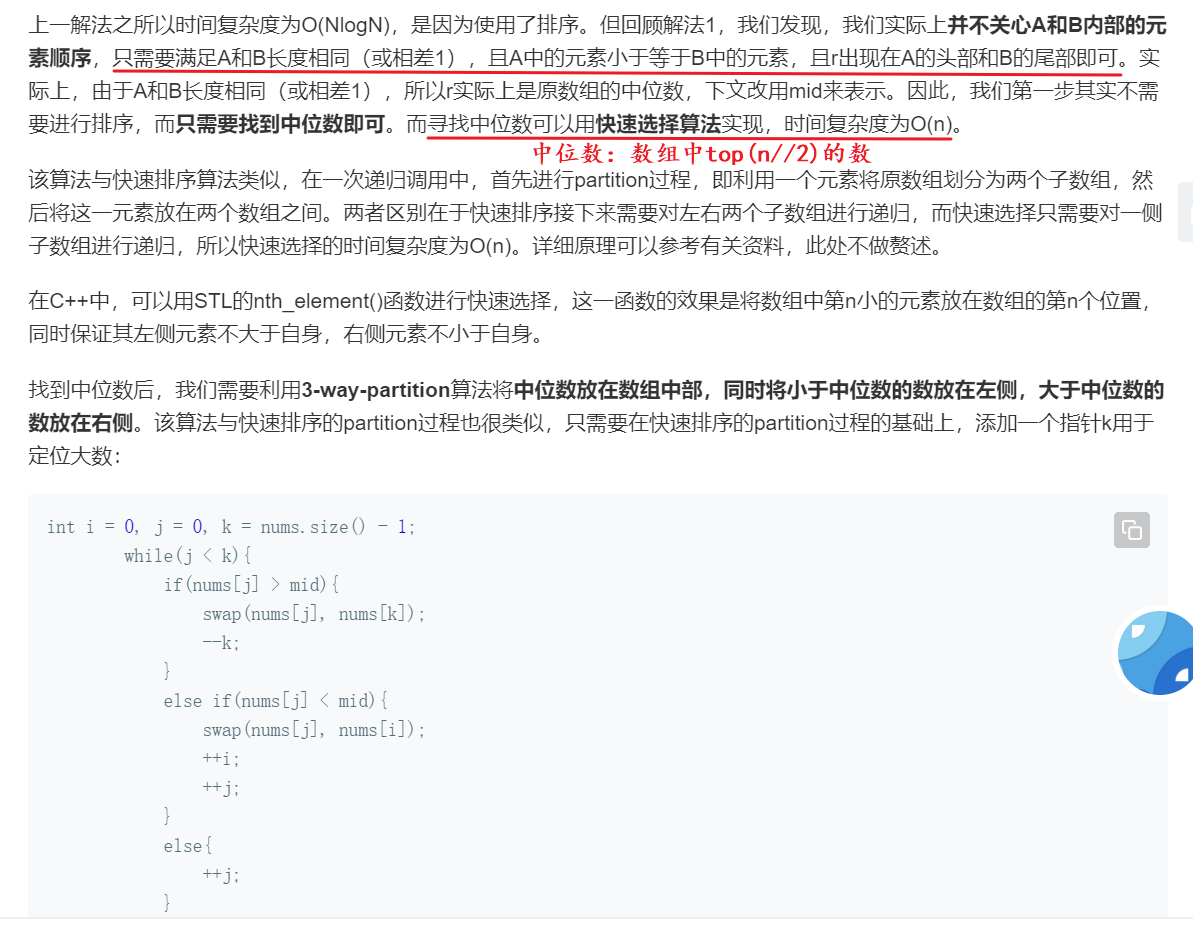 上一解法之所以时间复杂度为O(NlogN)，是因为使用了排序。但回顾解法1，我们发现，我们实际上并不关心A和B内部的元
素顺序，只需要满足A和B长度相同（或相差1），且A中的元素小于等于B中的元素，且r出现在A的头部和B的尾部即可。实
际上，由于A和B长度相同（或相差1），所以r实际上是原数组的中位数，下文改用mid来表示。因此，我们第一步其实不需
要进行排序，而只需要找到中位数即可。而寻找中位数可以用快速选择算法实现，时间复杂度为O(n)。
中位数：数组中top(n//2)的数
该算法与快速排序算法类似，在一次递归调用中，首先进行partition过程，即利用一个元素将原数组划分为两个子数组，然
后将这一元素放在两个数组之间。两者区别在于快速排序接下来需要对左右两个子数组进行递归，而快速选择只需要对一侧
子数组进行递归，所以快速选择的时间复杂度为O(n)。详细原理可以参考有关资料，此处不做赘述。
在C++中，可以用STL的nth_element()函数进行快速选择，这一函数的效果是将数组中第n小的元素放在数组的第n个位置，
同时保证其左侧元素不大于自身，右侧元素不小于自身。
找到中位数后，我们需要利用3-way-partition算法将中位数放在数组中部，同时将小于中位数的数放在左侧，大于中位数的
数放在右侧。该算法与快速排序的partition过程也很类似，只需要在快速排序的partition过程的基础上，添加一个指针k用于
定位大数：
int i = 0, j = 0, k = nums.size() - 1;
while(j < k){
if(nums[j] > mid){
swap(nums[j], nums[k]);
--k;
}
else if(nums[j] < mid){
swap(nums[j], nums[i]);
++i;
++j;
}
else{
++j;
}